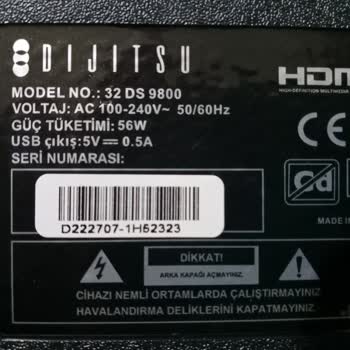 DIJITSU
MODEL NO.: 32 DS 9800
VOLTAJ: AC 100-240V~ 50/60Hz
GÜÇ TÜKETİMİ: 56W
USB çıkış: 5V⎓0.5A
SERİ NUMARASI:
D222707-1H52323
HDMI
HIGH-DEFINITION MULTIMEDIA
CE
Cd
MADE IN
DİKKAT!
ARKA KAPAĞI AÇMAYINIZ.
CİHAZI NEMLİ ORTAMLARDA ÇALIŞTIRMAYINIZ
HAVALANDIRMA DELİKLERİNİ KAPATMAYINIZ.